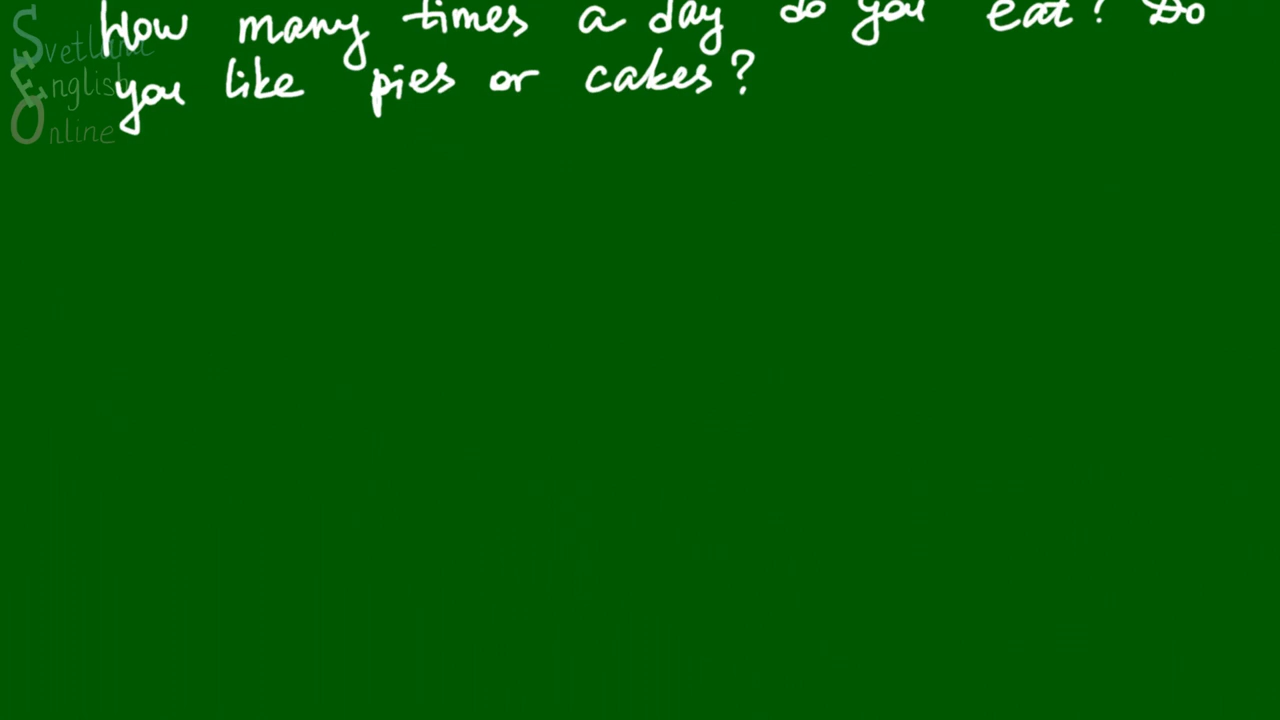 How many times a day do you eat? Do
you like pies or cakes?
Svetlana
English
Online